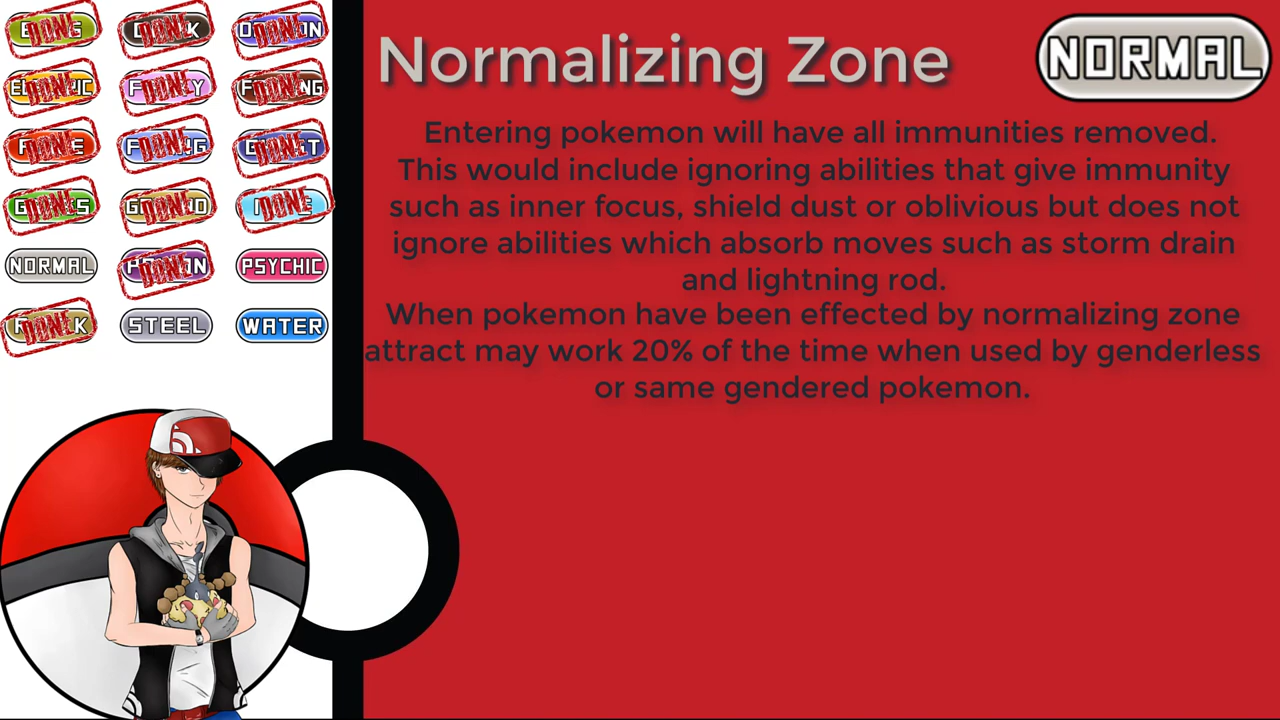 DONE DONE DONE
DONE DONE DONE
DONE DONE DONE
DONE DONE DONE
NORMAL DONE PSYCHIC
DONE STEEL WATER
Normalizing Zone
NORMAL
Entering pokemon will have all immunities removed.
This would include ignoring abilities that give immunity
such as inner focus, shield dust or oblivious but does not
ignore abilities which absorb moves such as storm drain
and lightning rod.
When pokemon have been effected by normalizing zone
attract may work 20% of the time when used by genderless
or same gendered pokemon.